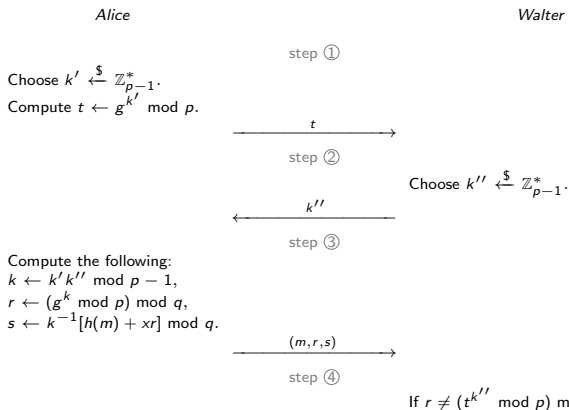 Alice
Walter
step ①
Choose k′ ←$ ℤ*ₚ₋₁.
Compute t ← g^{k′} mod p.
t
step ②
Choose k″ ←$ ℤ*ₚ₋₁.
k″
step ③
Compute the following:
k ← k′k″ mod p − 1,
r ← (g^k mod p) mod q,
s ← k⁻¹[h(m) + xr] mod q.
(m, r, s)
step ④
If r ≠ (t^{k″} mod p)